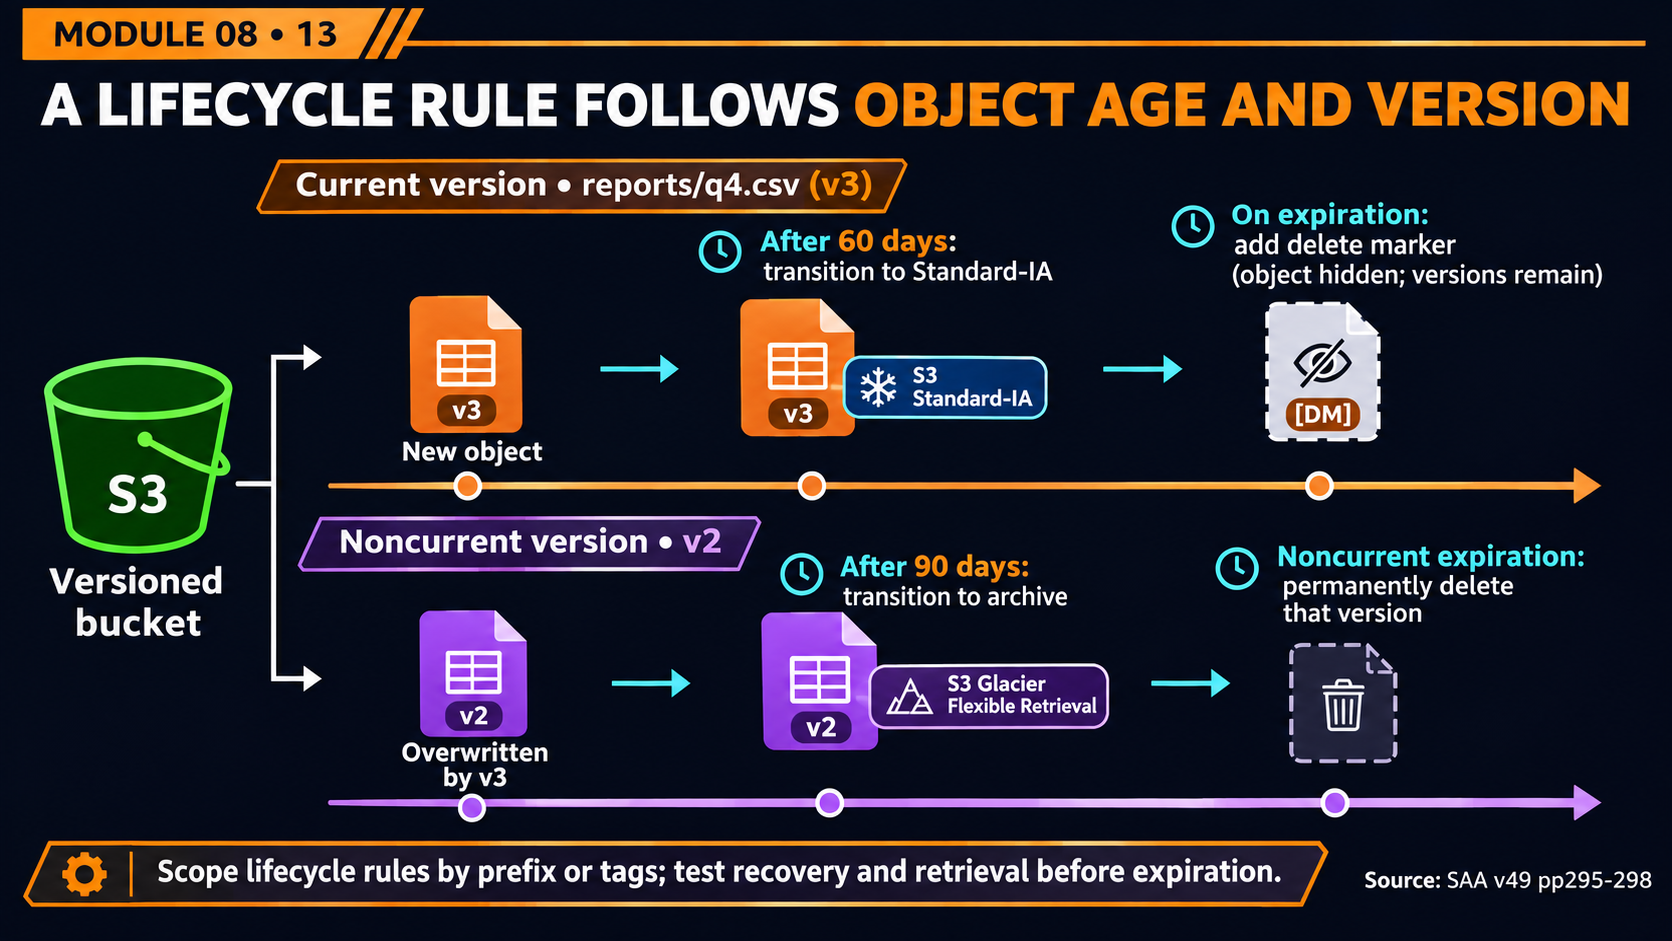 MODULE 08 • 13
A LIFECYCLE RULE FOLLOWS OBJECT AGE AND VERSION
Current version • reports/q4.csv (v3)
After 60 days:
transition to Standard-IA
On expiration:
add delete marker
(object hidden; versions remain)
v3
New object
v3
S3
Standard-IA
[DM]
S3
Versioned
bucket
Noncurrent version • v2
After 90 days:
transition to archive
Noncurrent expiration:
permanently delete
that version
v2
Overwritten
by v3
v2
S3 Glacier
Flexible Retrieval
Scope lifecycle rules by prefix or tags; test recovery and retrieval before expiration.
Source: SAA v49 pp295-298